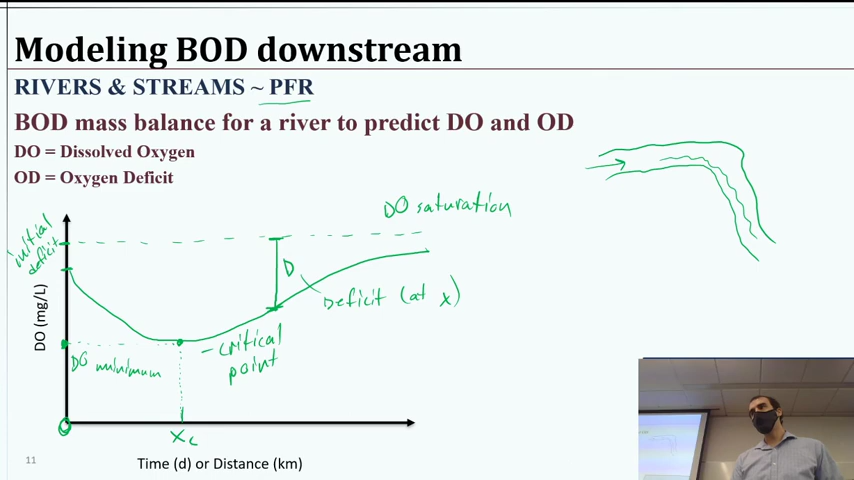 Modeling BOD downstream
RIVERS & STREAMS ~ PFR
BOD mass balance for a river to predict DO and OD
DO = Dissolved Oxygen
OD = Oxygen Deficit
DO saturation
initial
deficit
D
Deficit (at x)
DO (mg/L)
- critical
point
DO minimum
0
Xc
Time (d) or Distance (km)
11